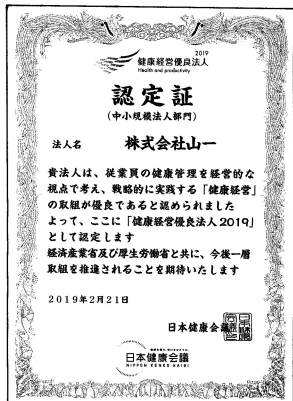 2019
健康経営優良法人
Health and productivity
認定証
(中小規模法人部門)
法人名 株式会社山一
貴法人は、従業員の健康管理を経営的な
視点で考え、戦略的に実践する「健康経営」
の取組が優良であると認められました
よって、ここに「健康経営優良法人2019」
として認定します
経済産業省及び厚生労働省と共に、今後一層
取組を推進されることを期待いたします
2019年2月21日
日本健康会議
日本健康会議
NIPPON KENKO KAIGI